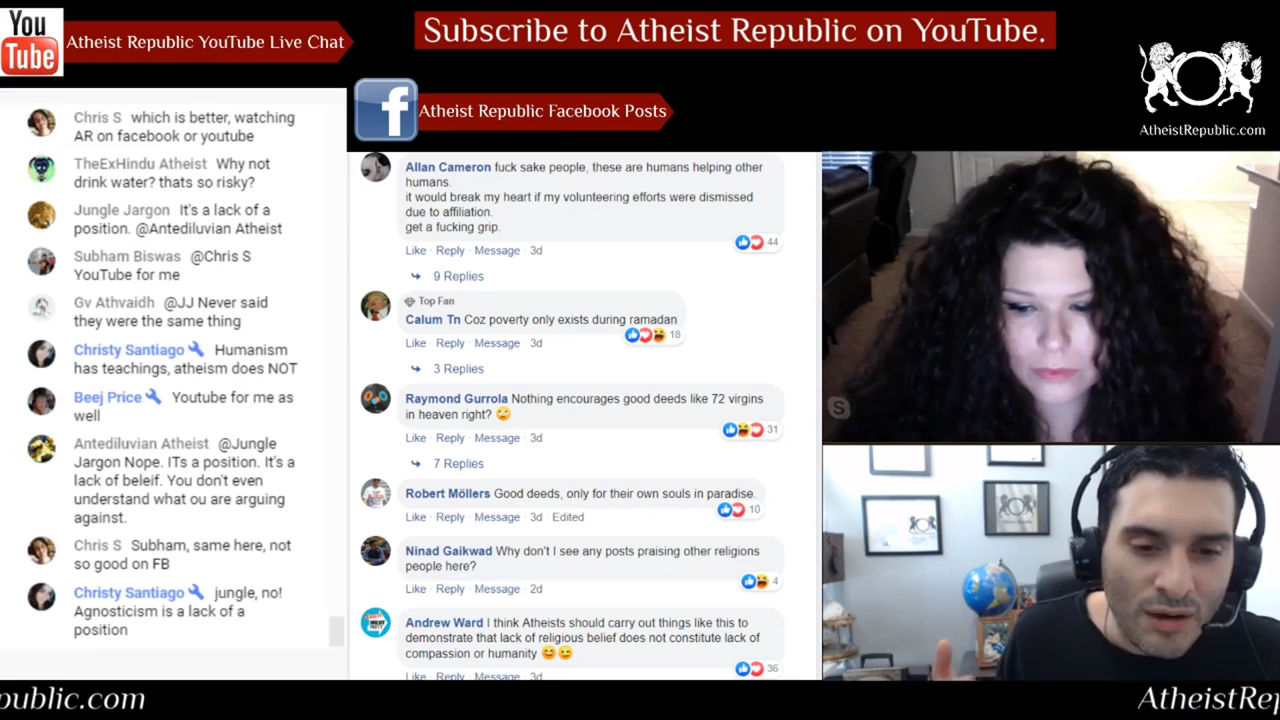 You
Tube
Atheist Republic YouTube Live Chat
Subscribe to Atheist Republic on YouTube.
AtheistRepublic.com
f
Atheist Republic Facebook Posts
Chris S which is better, watching
AR on facebook or youtube
TheExHindu Atheist Why not
drink water? thats so risky?
Jungle Jargon It's a lack of a
position. @Antediluvian Atheist
Subham Biswas @Chris S
YouTube for me
Gv Athvaidh @JJ Never said
they were the same thing
Christy Santiago Humanism
has teachings, atheism does NOT
Beej Price Youtube for me as
well
Antediluvian Atheist @Jungle
Jargon Nope. ITs a position. It's a
lack of beleif. You don't even
understand what ou are arguing
against.
Chris S Subham, same here, not
so good on FB
Christy Santiago jungle, no!
Agnosticism is a lack of a
position
Allan Cameron fuck sake people, these are humans helping other
humans.
it would break my heart if my volunteering efforts were dismissed
due to affiliation.
get a fucking grip.
44
Like · Reply · Message · 3d
9 Replies
Top Fan
Calum Tn Coz poverty only exists during ramadan
18
Like · Reply · Message · 3d
3 Replies
Raymond Gurrola Nothing encourages good deeds like 72 virgins
in heaven right? 🙄
31
Like · Reply · Message · 3d
7 Replies
Robert Möllers Good deeds, only for their own souls in paradise.
10
Like · Reply · Message · 3d · Edited
Ninad Gaikwad Why don't I see any posts praising other religions
people here?
4
Like · Reply · Message · 2d
Andrew Ward I think Atheists should carry out things like this to
demonstrate that lack of religious belief does not constitute lack of
compassion or humanity 😊😉
36
Like · Reply · Message · 3d
S
public.com
AtheistRep